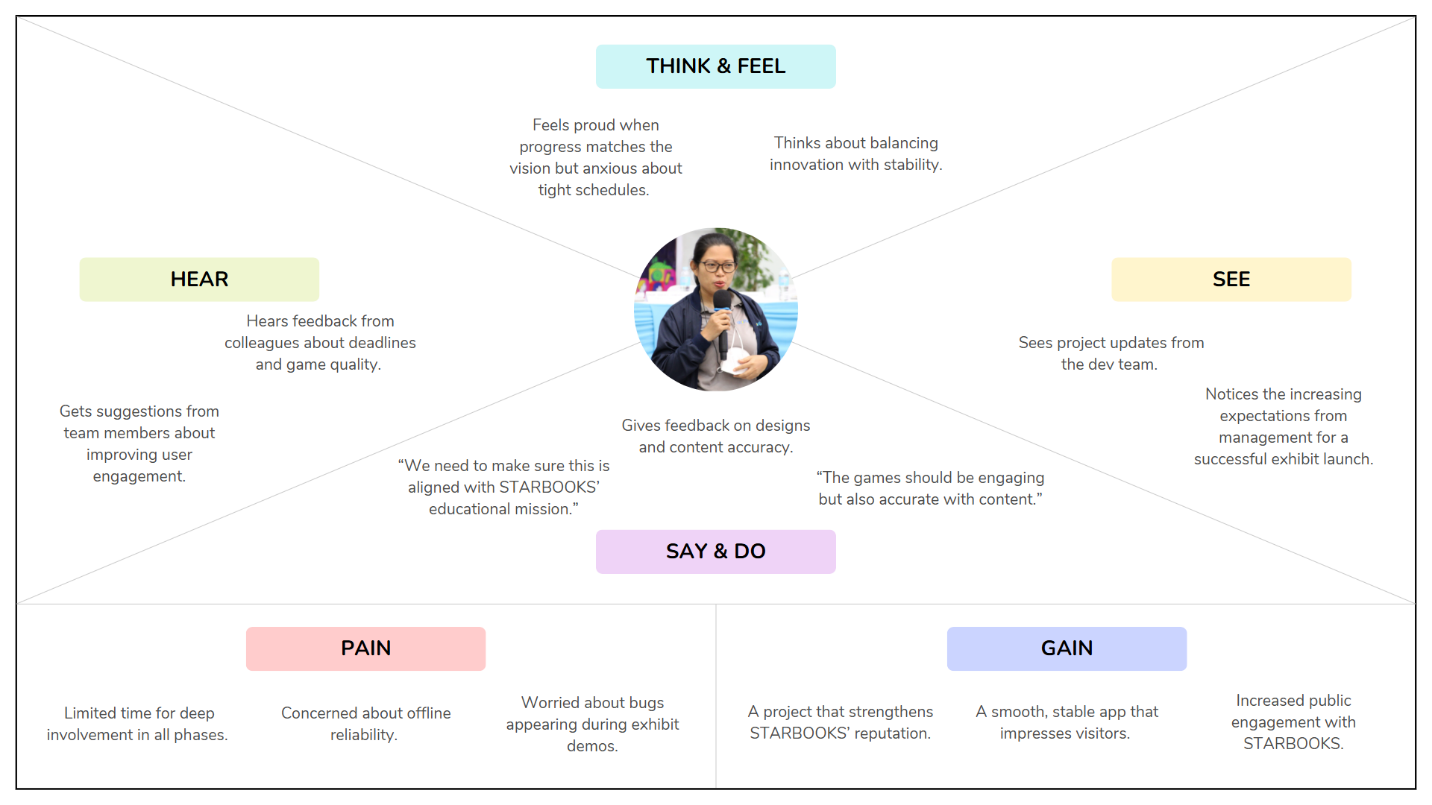 THINK & FEEL
Feels proud when
progress matches the
vision but anxious about
tight schedules.
Thinks about balancing
innovation with stability.
HEAR
Hears feedback from
colleagues about deadlines
and game quality.
Gets suggestions from
team members about
improving user
engagement.
SEE
Sees project updates from
the dev team.
Notices the increasing
expectations from
management for a
successful exhibit launch.
Gives feedback on designs
and content accuracy.
“We need to make sure this is
aligned with STARBOOKS’
educational mission.”
“The games should be engaging
but also accurate with content.”
SAY & DO
PAIN
Limited time for deep
involvement in all phases.
Concerned about offline
reliability.
Worried about bugs
appearing during exhibit
demos.
GAIN
A project that strengthens
STARBOOKS’ reputation.
A smooth, stable app that
impresses visitors.
Increased public
engagement with
STARBOOKS.